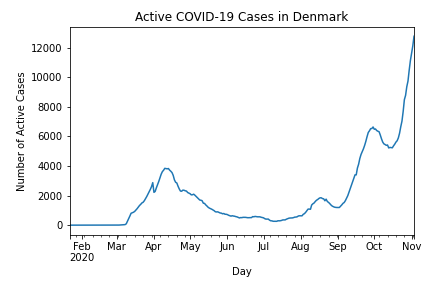 Active COVID-19 Cases in Denmark
Number of Active Cases
12000
10000
8000
6000
4000
2000
0
Feb Mar Apr May Jun Jul Aug Sep Oct Nov
2020
Day